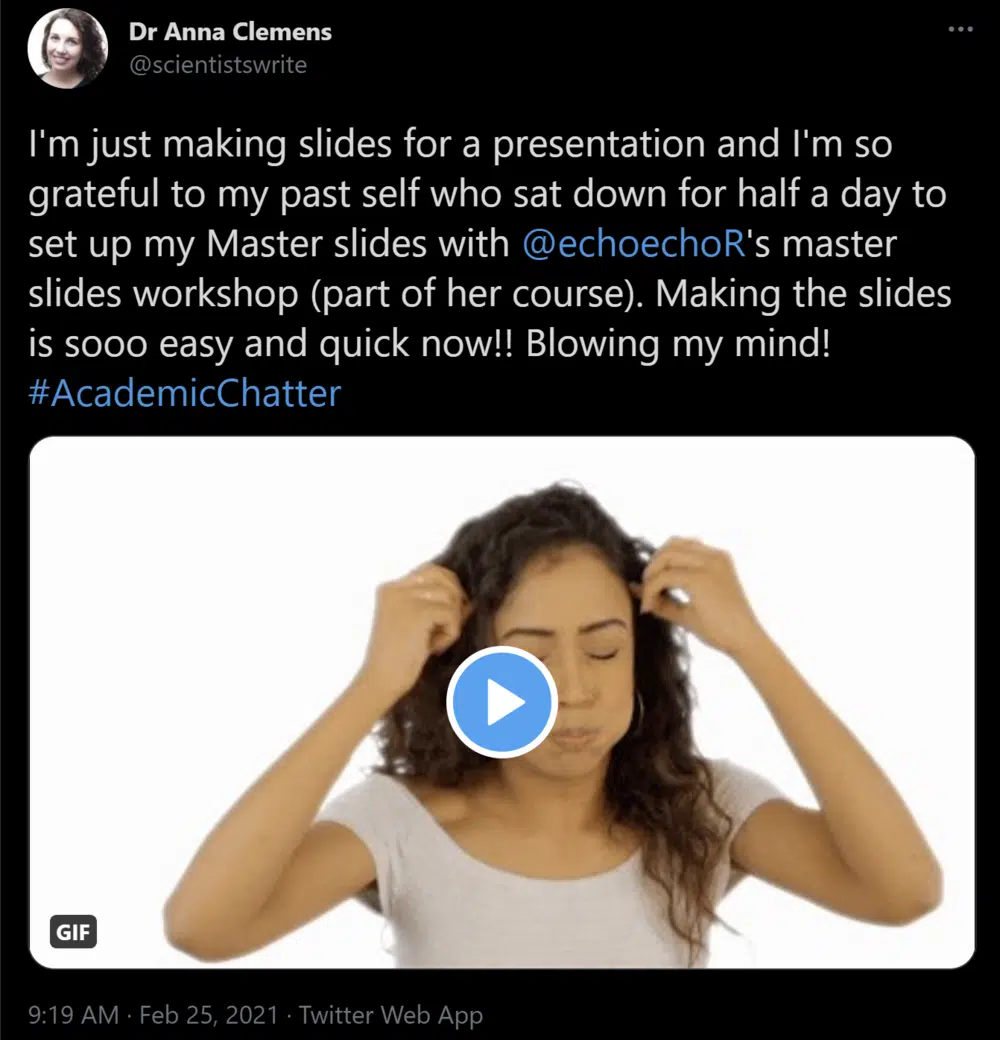 Dr Anna Clemens
@scientistswrite
I'm just making slides for a presentation and I'm so
grateful to my past self who sat down for half a day to
set up my Master slides with @echoechoR's master
slides workshop (part of her course). Making the slides
is sooo easy and quick now!! Blowing my mind!
#AcademicChatter
GIF
9:19 AM · Feb 25, 2021 · Twitter Web App